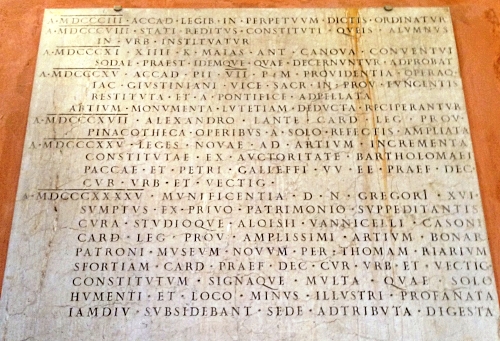 A·MDCCCIII·ACCAD·LEGIB·IN·PERPETVVM·DICTIS·ORDINATVR
A·MDCCCVIII·STATI·REDITVS·CONSTITVTI·QVEIS·ALVMNVS
IN·VRB·INSTITVATVR
A·MDCCCXI·XIIII·K·MAIAS·ANT·CANOVA·CONVENTVI
SODAL·PRAEST·IDEMQVE·QVAE·DECERNVNTVR·ADPROBAT
A·MDCCCXV·ACCAD·PII·VII·P·M·PROVIDENTIA·OPERAQ
IAC·GIVSTINIANI·VICE·SACR·IN·PROV·FVNGENTIS
RESTITVTA·ET·A·PONTIFICE·ADPELLATA
ARTIVM·MONVMENTA·LVTETIAM·DEDVCTA·RECIPERANTVR
A·MDCCCXVII·ALEXANDRO·LANTE·CARD·LEG·PROV
PINACOTHECA·OPERIBVS·A·SOLO·REFECTIS·AMPLIATA
A·MDCCCXXV·LEGES·NOVAE·AD·ARTIVM·INCREMENTA
CONSTITVTAE·EX·AVCTORITATE·BARTHOLOMAEI
PACCAE·ET·PETRI·GALLEFFI·VV·EE·PRAEF·DEC
CVR·VRB·ET·VECTIG·
A·MDCCCXXXXV·MVNIFICENTIA·D·N·GREGORI·XVI
SVMPTVS·EX·PRIVO·PATRIMONIO·SVPPEDITANTIS
CVRA·STVDIOQVE·ALOISII·VANNICELLI·CASONI
CARD·LEG·PROV·AMPLISSIMI·ARTIVM·BONAR
PATRONI·MVSEVM·NOVVM·PER·THOMAM·RIARIVM
SFORTIAM·CARD·PRAEF·DEC·CVR·VRB·ET·VECTIG
CONSTITVTVM·SIGNAQVE·MVLTA·QVAE·SOLO
HVMENTI·ET·LOCO·MINVS·ILLVSTRI·PROFANATA
IAMDIV·SVBSIDEBANT·SEDE·ADTRIBVTA·DIGESTA